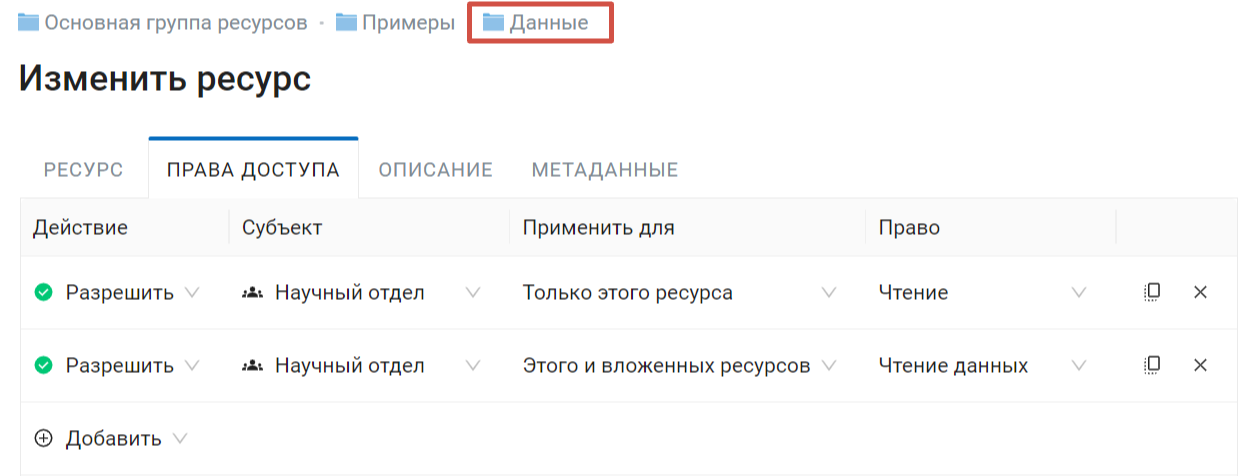 Основная группа ресурсов · Примеры Данные
Изменить ресурс
РЕСУРС ПРАВА ДОСТУПА ОПИСАНИЕ МЕТАДАННЫЕ
Действие Субъект Применить для Право
Разрешить Научный отдел Только этого ресурса Чтение
Разрешить Научный отдел Этого и вложенных ресурсов Чтение данных
Добавить